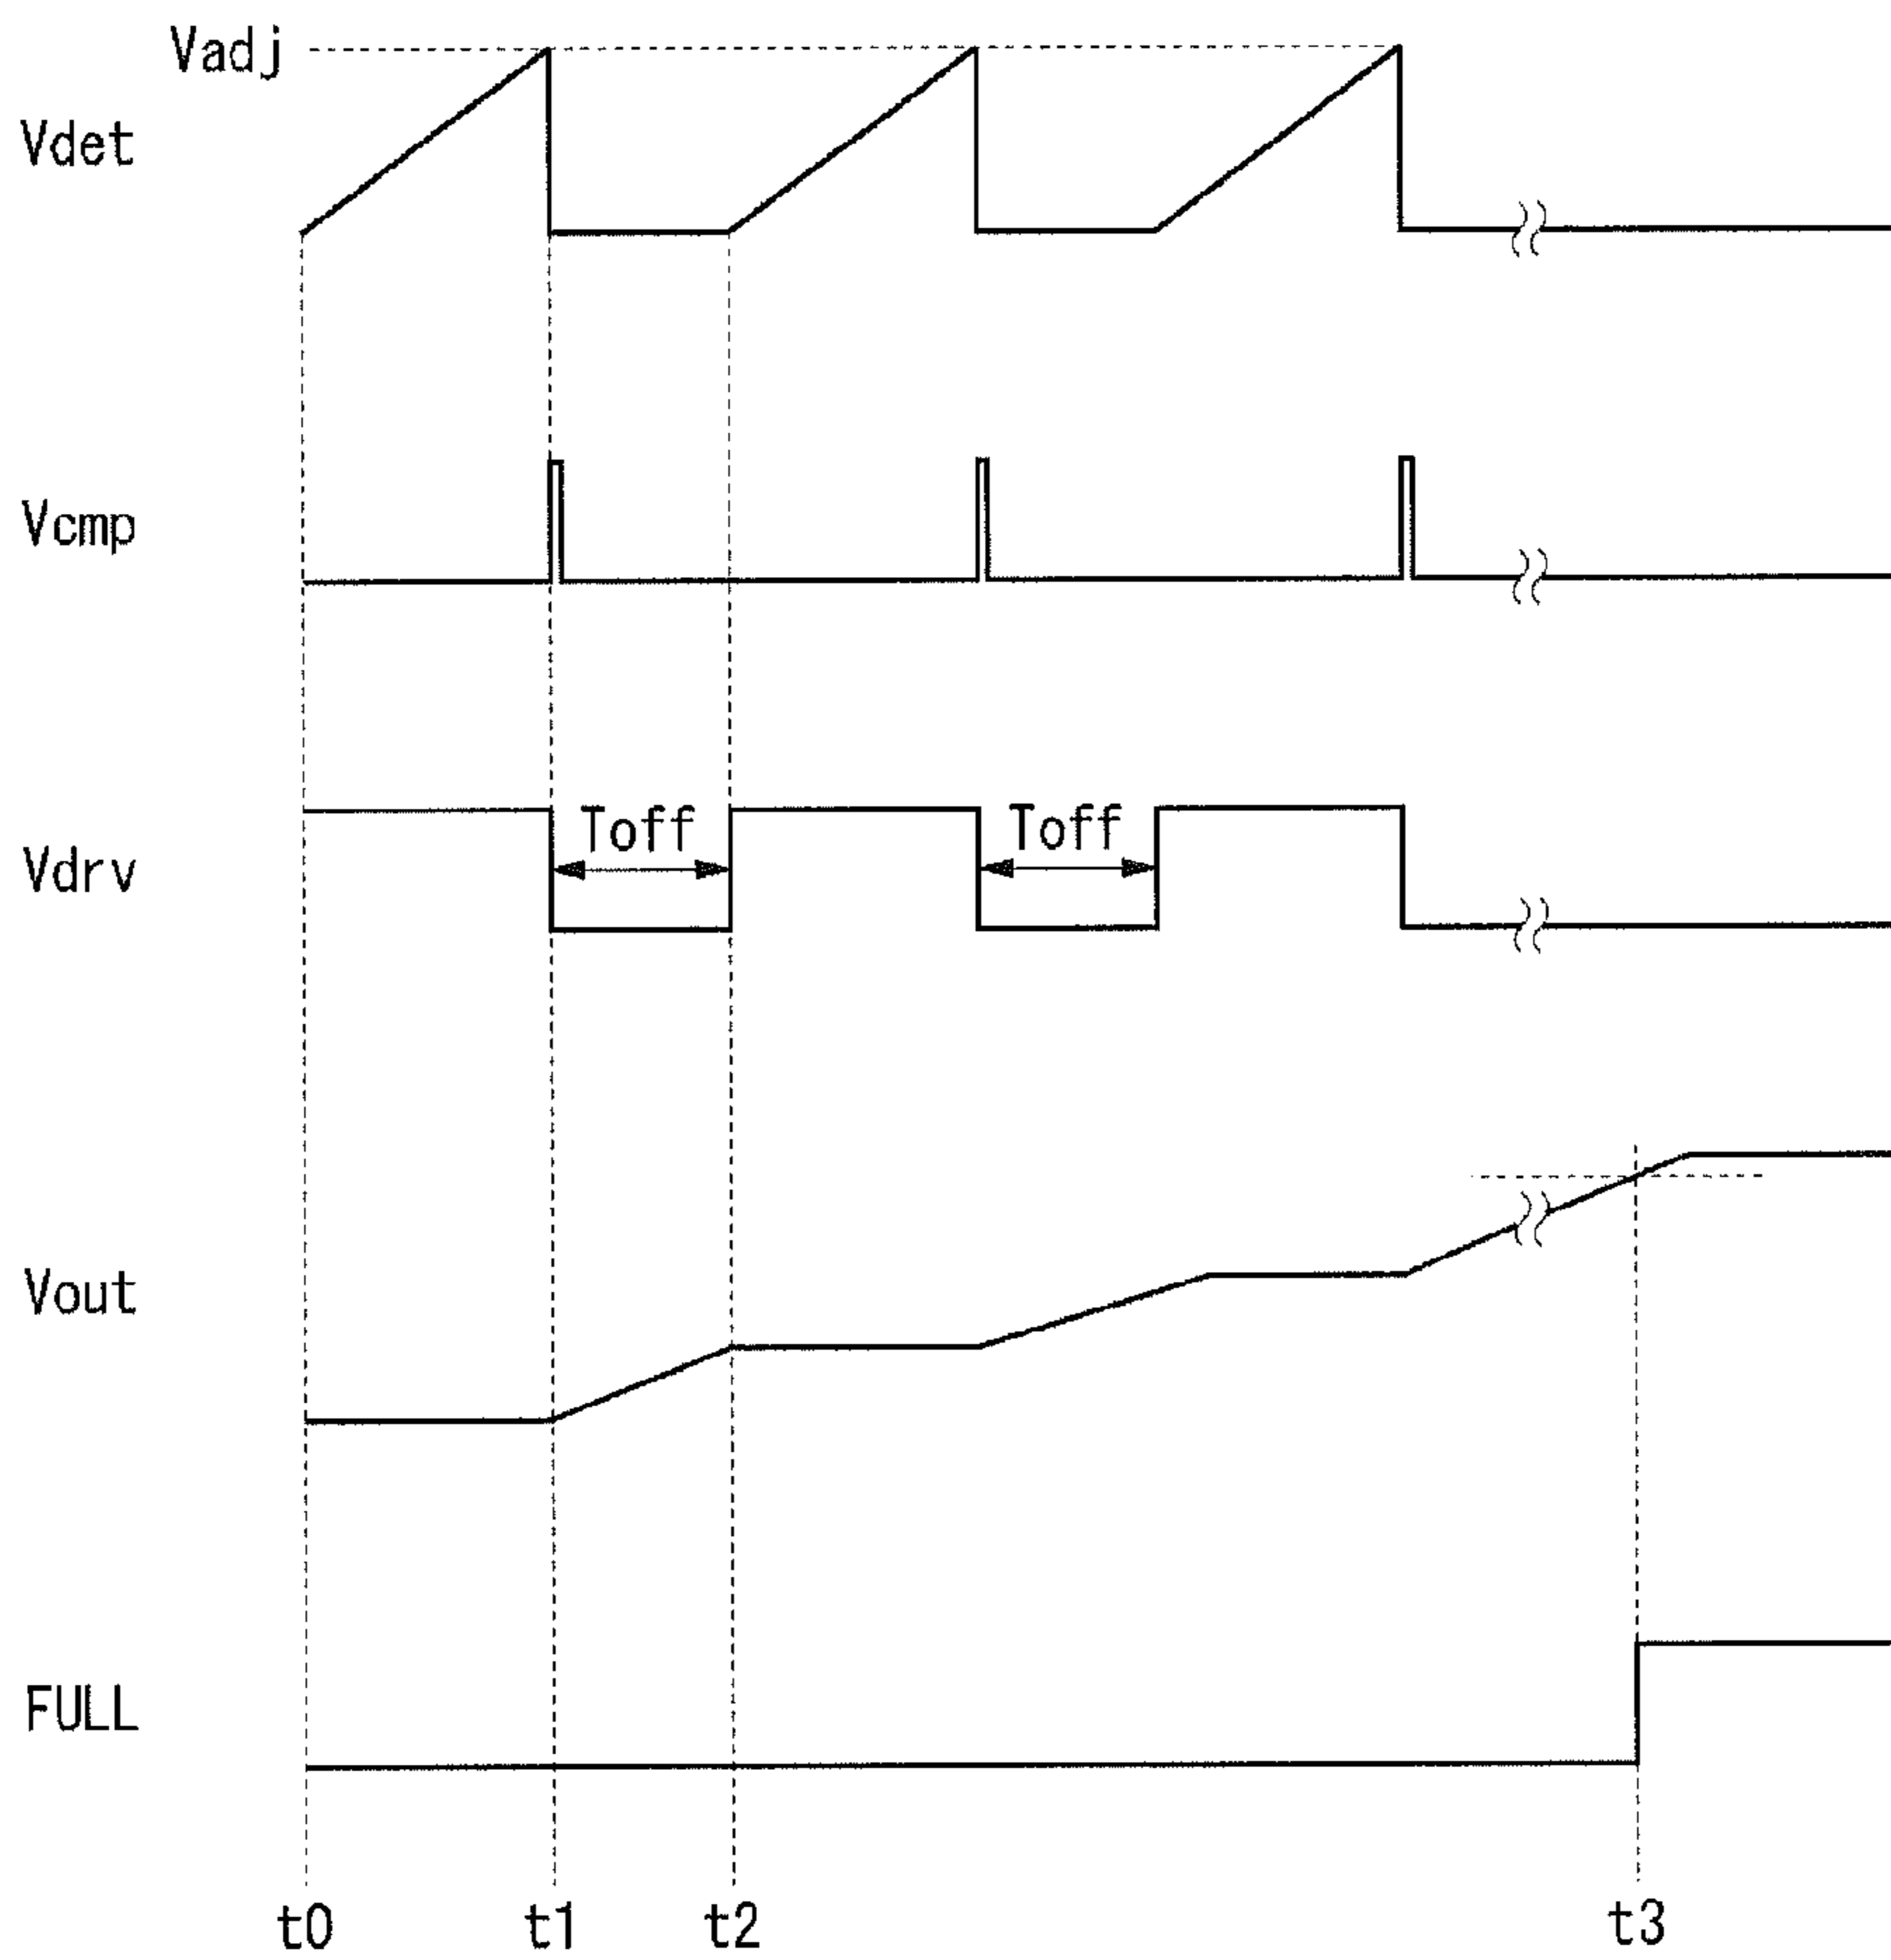 Vadj
Vdet
Vcmp
Toff Toff
Vdrv
Vout
FULL
t0 t1 t2 t3